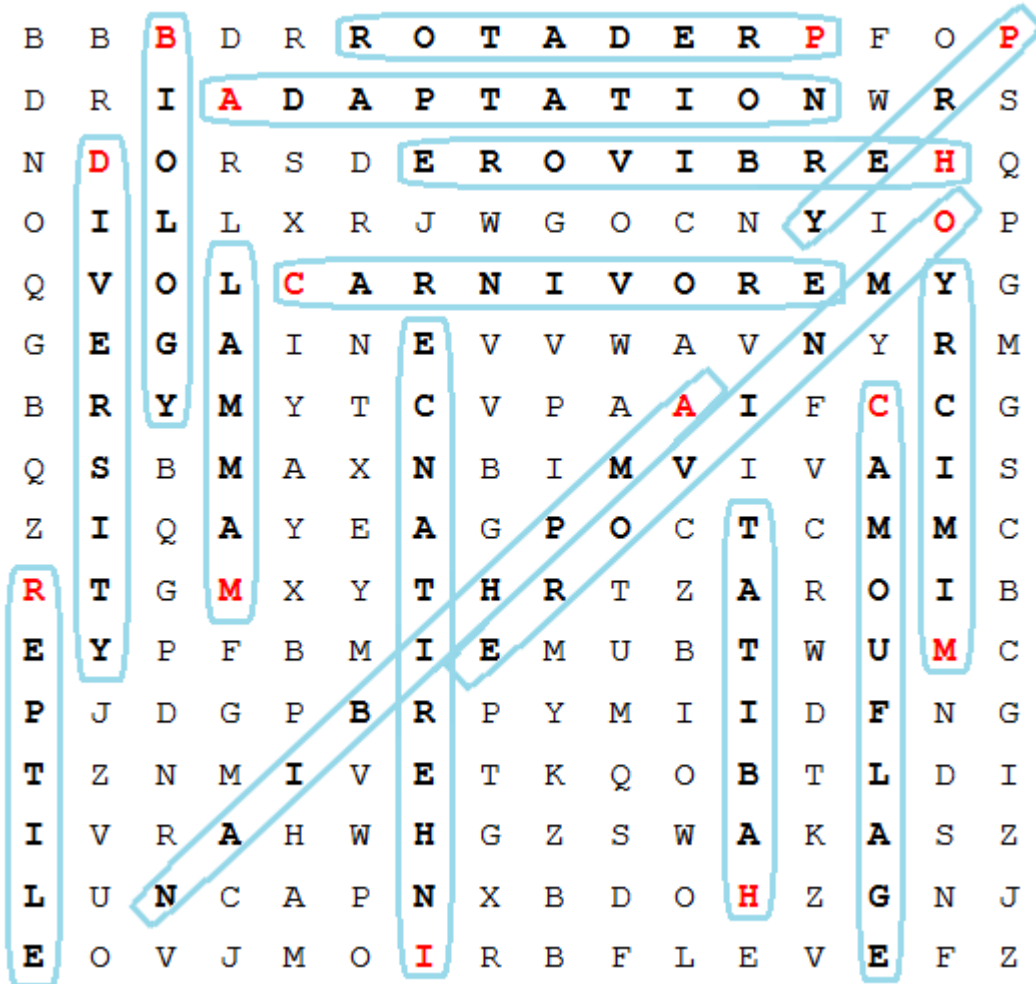 B B B D R R O T A D E R P F O P
D R I A D A P T A T I O N W R S
N D O R S D E R O V I B R E H Q
O I L L X R J W G O C N Y I O P
Q V O L C A R N I V O R E M Y G
G E G A I N E V V W A V N Y R M
B R Y M Y T C V P A A I F C C G
Q S B M A X N B I M V I V A I S
Z I Q A Y E A G P O C T C M M C
R T G M X Y T H R T Z A R O I B
E Y P F B M I E M U B T W U M C
P J D G P B R P Y M I I D F N G
T Z N M I V E T K Q O B T L D I
I V R A H W H G Z S W A K A S Z
L U N C A P N X B D O H Z G N J
E O V J M O I R B F L E V E F Z